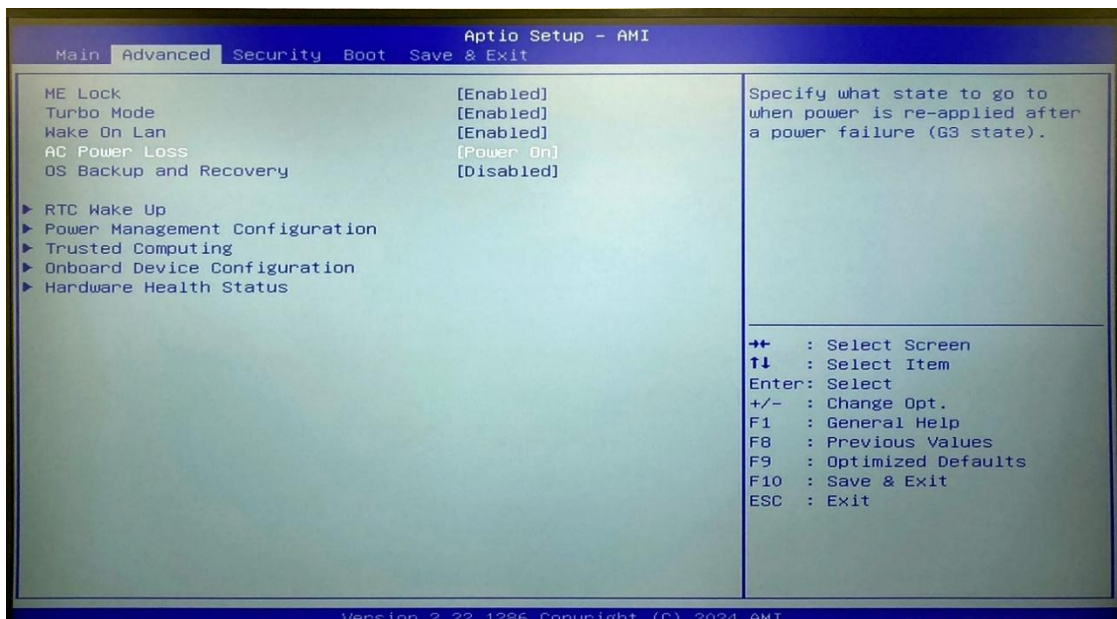 Aptio Setup - AMI
Main Advanced Security Boot Save & Exit
ME Lock [Enabled]
Turbo Mode [Enabled]
Wake On Lan [Enabled]
AC Power Loss [Power On]
OS Backup and Recovery [Disabled]
► RTC Wake Up
► Power Management Configuration
► Trusted Computing
► Onboard Device Configuration
► Hardware Health Status
Specify what state to go to
when power is re-applied after
a power failure (G3 state).
→← : Select Screen
↑↓ : Select Item
Enter: Select
+/- : Change Opt.
F1 : General Help
F8 : Previous Values
F9 : Optimized Defaults
F10 : Save & Exit
ESC : Exit
Version 2.22.1286 Copyright (C) 2024 AMI